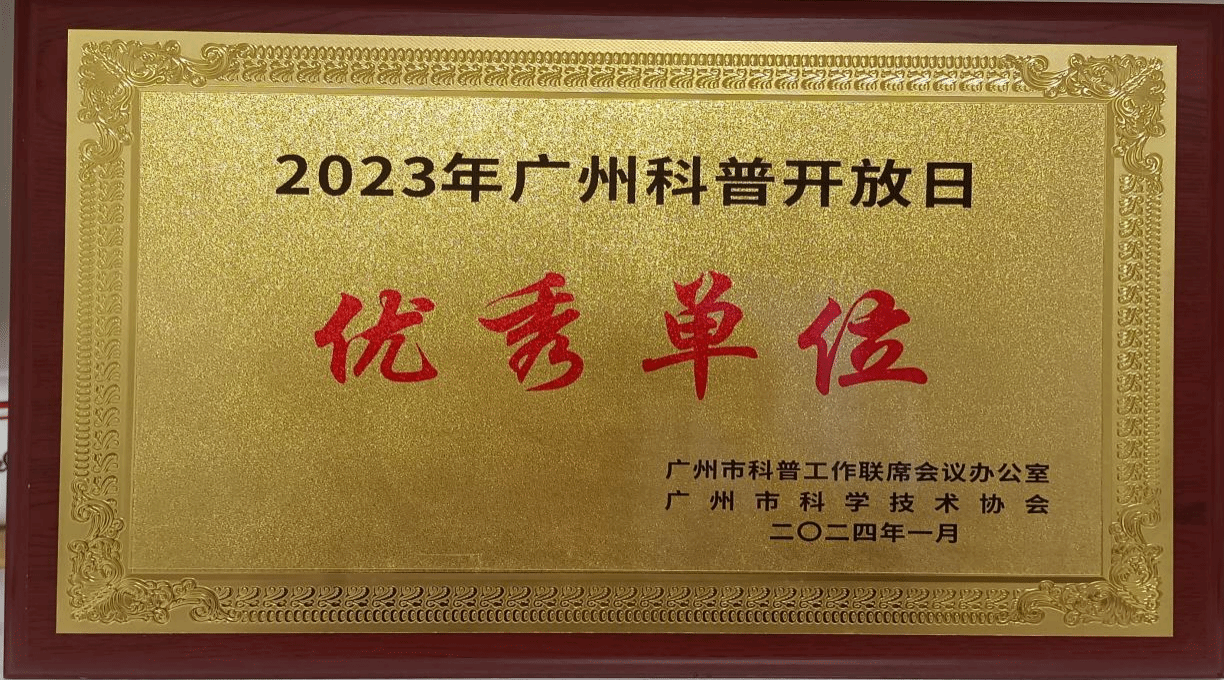 2023年广州科普开放日
优秀单位
广州市科普工作联席会议办公室
广州市科学技术协会
二〇二四年一月